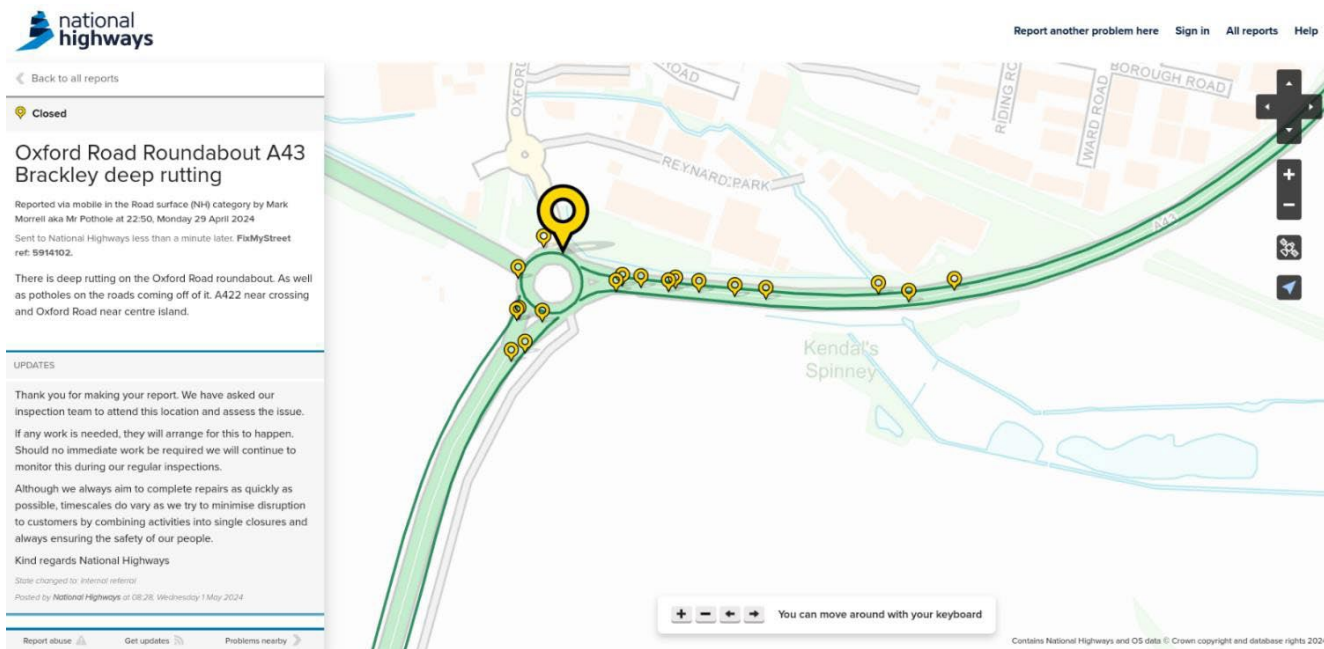 national
highways
Report another problem here
Sign in
All reports
Help
Back to all reports
Closed
Oxford Road Roundabout A43
Brackley deep rutting
Reported via mobile in the Road surface (NH) category by Mark
Morrell aka Mr Pothole at 22:50, Monday 29 April 2024
Sent to National Highways less than a minute later. FixMyStreet
ref: 5914102.
There is deep rutting on the Oxford Road roundabout. As well
as potholes on the roads coming off of it. A422 near crossing
and Oxford Road near centre island.
UPDATES
Thank you for making your report. We have asked our
inspection team to attend this location and assess the issue.
If any work is needed, they will arrange for this to happen.
Should no immediate work be required we will continue to
monitor this during our regular inspections.
Although we always aim to complete repairs as quickly as
possible, timescales do vary as we try to minimise disruption
to customers by combining activities into single closures and
always ensuring the safety of our people.
Kind regards National Highways
State changed to: Internal referral
Posted by National Highways at 08:28, Wednesday 1 May 2024
Report abuse
Get updates
Problems nearby
OXFORD
ROAD
RIDING RO
WARD ROAD
BOROUGH ROAD
REYNARD PARK
A43
Kendal's
Spinney
+ − ← → You can move around with your keyboard
Contains National Highways and OS data © Crown copyright and database rights 202